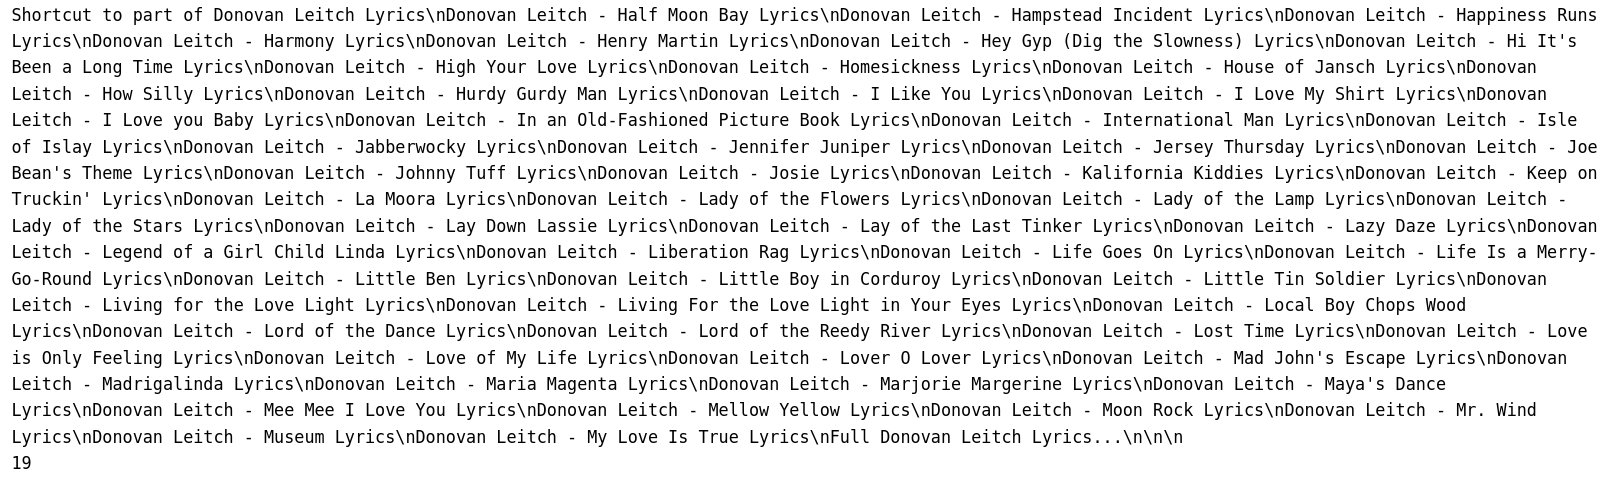 Shortcut to part of Donovan Leitch Lyrics\nDonovan Leitch - Half Moon Bay Lyrics\nDonovan Leitch - Hampstead Incident Lyrics\nDonovan Leitch - Happiness Runs
Lyrics\nDonovan Leitch - Harmony Lyrics\nDonovan Leitch - Henry Martin Lyrics\nDonovan Leitch - Hey Gyp (Dig the Slowness) Lyrics\nDonovan Leitch - Hi It's
Been a Long Time Lyrics\nDonovan Leitch - High Your Love Lyrics\nDonovan Leitch - Homesickness Lyrics\nDonovan Leitch - House of Jansch Lyrics\nDonovan
Leitch - How Silly Lyrics\nDonovan Leitch - Hurdy Gurdy Man Lyrics\nDonovan Leitch - I Like You Lyrics\nDonovan Leitch - I Love My Shirt Lyrics\nDonovan
Leitch - I Love you Baby Lyrics\nDonovan Leitch - In an Old-Fashioned Picture Book Lyrics\nDonovan Leitch - International Man Lyrics\nDonovan Leitch - Isle
of Islay Lyrics\nDonovan Leitch - Jabberwocky Lyrics\nDonovan Leitch - Jennifer Juniper Lyrics\nDonovan Leitch - Jersey Thursday Lyrics\nDonovan Leitch - Joe
Bean's Theme Lyrics\nDonovan Leitch - Johnny Tuff Lyrics\nDonovan Leitch - Josie Lyrics\nDonovan Leitch - Kalifornia Kiddies Lyrics\nDonovan Leitch - Keep on
Truckin' Lyrics\nDonovan Leitch - La Moora Lyrics\nDonovan Leitch - Lady of the Flowers Lyrics\nDonovan Leitch - Lady of the Lamp Lyrics\nDonovan Leitch -
Lady of the Stars Lyrics\nDonovan Leitch - Lay Down Lassie Lyrics\nDonovan Leitch - Lay of the Last Tinker Lyrics\nDonovan Leitch - Lazy Daze Lyrics\nDonovan
Leitch - Legend of a Girl Child Linda Lyrics\nDonovan Leitch - Liberation Rag Lyrics\nDonovan Leitch - Life Goes On Lyrics\nDonovan Leitch - Life Is a Merry-
Go-Round Lyrics\nDonovan Leitch - Little Ben Lyrics\nDonovan Leitch - Little Boy in Corduroy Lyrics\nDonovan Leitch - Little Tin Soldier Lyrics\nDonovan
Leitch - Living for the Love Light Lyrics\nDonovan Leitch - Living For the Love Light in Your Eyes Lyrics\nDonovan Leitch - Local Boy Chops Wood
Lyrics\nDonovan Leitch - Lord of the Dance Lyrics\nDonovan Leitch - Lord of the Reedy River Lyrics\nDonovan Leitch - Lost Time Lyrics\nDonovan Leitch - Love
is Only Feeling Lyrics\nDonovan Leitch - Love of My Life Lyrics\nDonovan Leitch - Lover O Lover Lyrics\nDonovan Leitch - Mad John's Escape Lyrics\nDonovan
Leitch - Madrigalinda Lyrics\nDonovan Leitch - Maria Magenta Lyrics\nDonovan Leitch - Marjorie Margerine Lyrics\nDonovan Leitch - Maya's Dance
Lyrics\nDonovan Leitch - Mee Mee I Love You Lyrics\nDonovan Leitch - Mellow Yellow Lyrics\nDonovan Leitch - Moon Rock Lyrics\nDonovan Leitch - Mr. Wind
Lyrics\nDonovan Leitch - Museum Lyrics\nDonovan Leitch - My Love Is True Lyrics\nFull Donovan Leitch Lyrics...\n\n\n
19